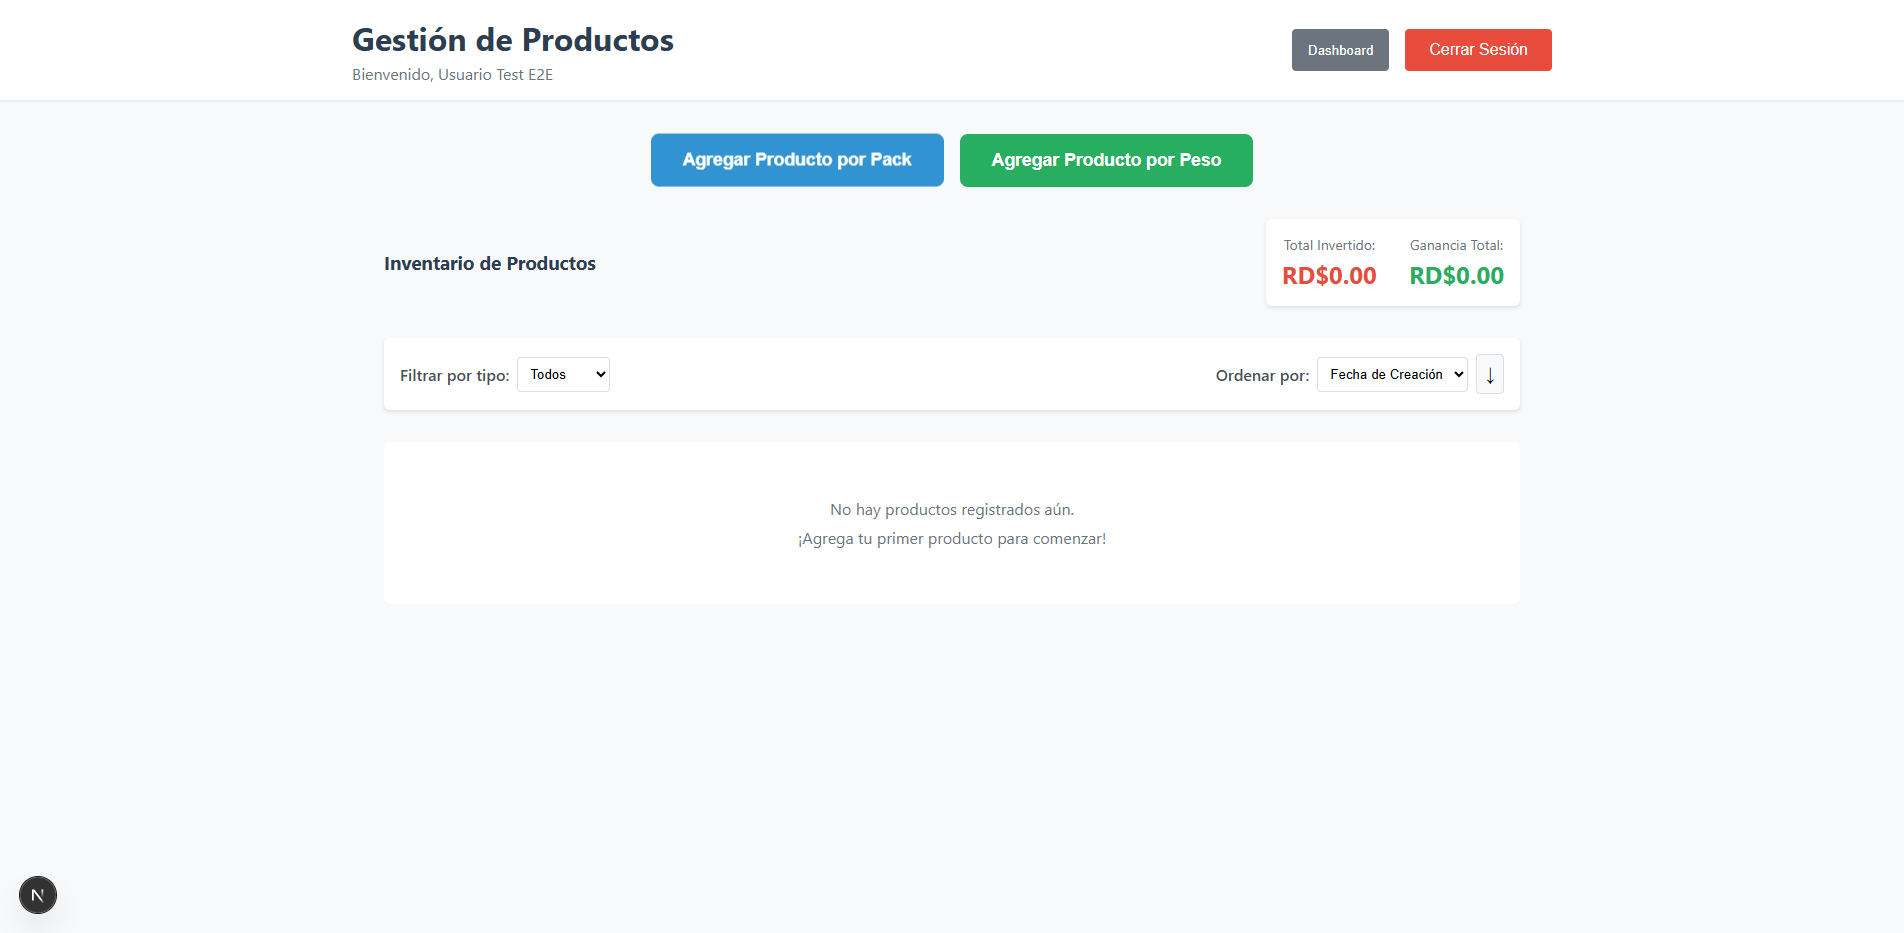 Gestión de Productos
Bienvenido, Usuario Test E2E
Dashboard
Cerrar Sesión
Agregar Producto por Pack
Agregar Producto por Peso
Inventario de Productos
Total Invertido:
RD$0.00
Ganancia Total:
RD$0.00
Filtrar por tipo:
Todos
Ordenar por:
Fecha de Creación
↓
No hay productos registrados aún.
¡Agrega tu primer producto para comenzar!
N